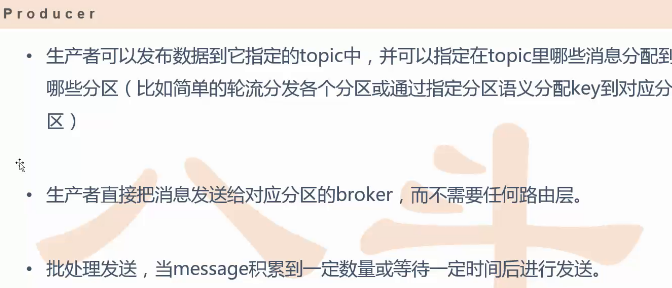 Producer
• 生产者可以发布数据到它指定的topic中，并可以指定在topic里哪些消息分配到
哪些分区（比如简单的轮流分发各个分区或通过指定分区语义分配key到对应分
区）
• 生产者直接把消息发送给对应分区的broker，而不需要任何路由层。
• 批处理发送，当message积累到一定数量或等待一定时间后进行发送。
八斗